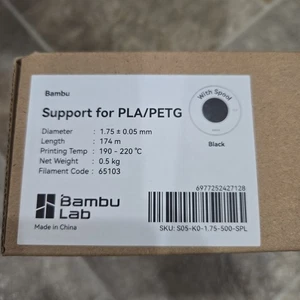 Bambu
Support for PLA/PETG
Diameter : 1.75 ± 0.05 mm
Length : 174 m
Printing Temp : 190 - 220 ℃
Net Weight : 0.5 kg
Filament Code : 65103
With Spool
Black
Bambu
Lab
Made in China
6977252427128
SKU: S05-K0-1.75-500-SPL